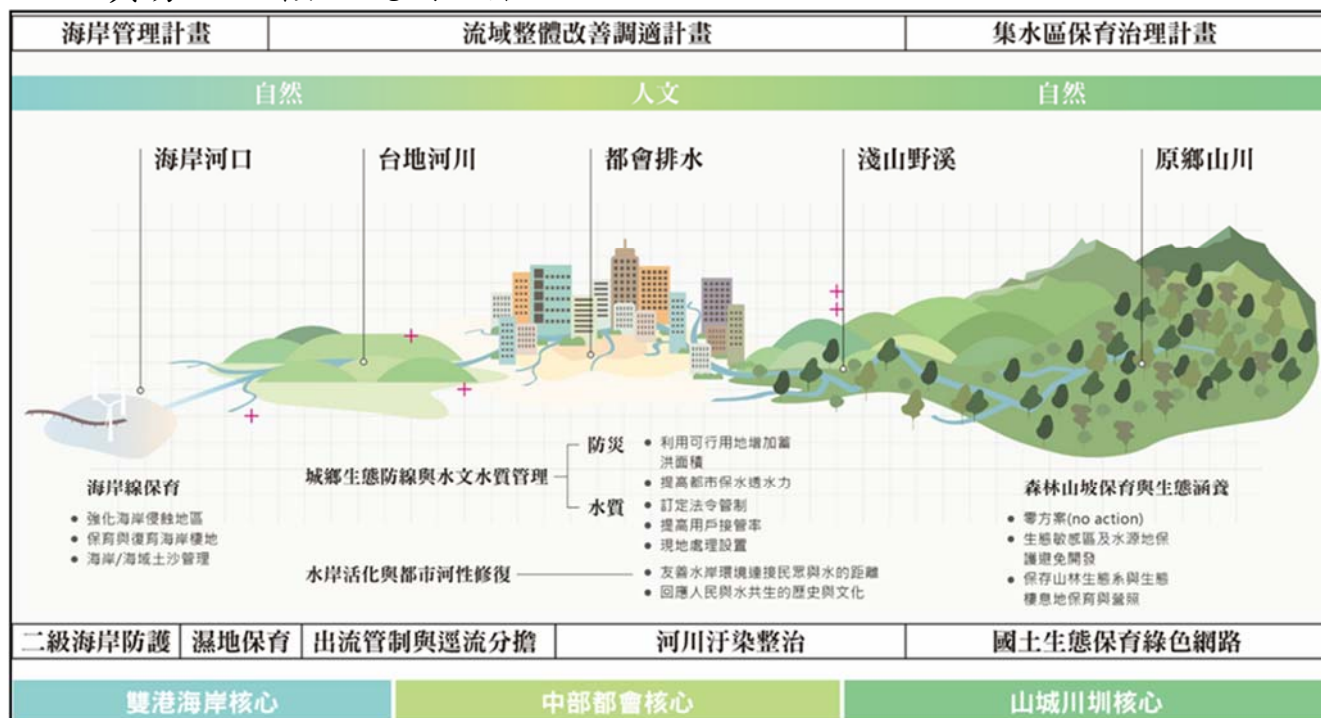 海岸管理計畫
流域整體改善調適計畫
集水區保育治理計畫
自然
人文
自然
海岸河口
台地河川
都會排水
淺山野溪
原鄉山川
海岸線保育
• 強化海岸侵蝕地區
• 保育與復育海岸棲地
• 海岸/海域土沙管理
城鄉生態防線與水文水質管理
防災
• 利用可行用地增加蓄
洪面積
• 提高都市保水透水力
水質
• 訂定法令管制
• 提高用戶接管率
• 現地處理設置
水岸活化與都市河性修復
• 友善水岸環境連接民眾與水的距離
• 回應人民與水共生的歷史與文化
森林山坡保育與生態涵養
• 零方案(no action)
• 生態敏感區及水源地保
護避免開發
• 保存山林生態系與生態
棲息地保育與營照
二級海岸防護
濕地保育
出流管制與逕流分擔
河川汙染整治
國土生態保育綠色網路
雙港海岸核心
中部都會核心
山城川圳核心